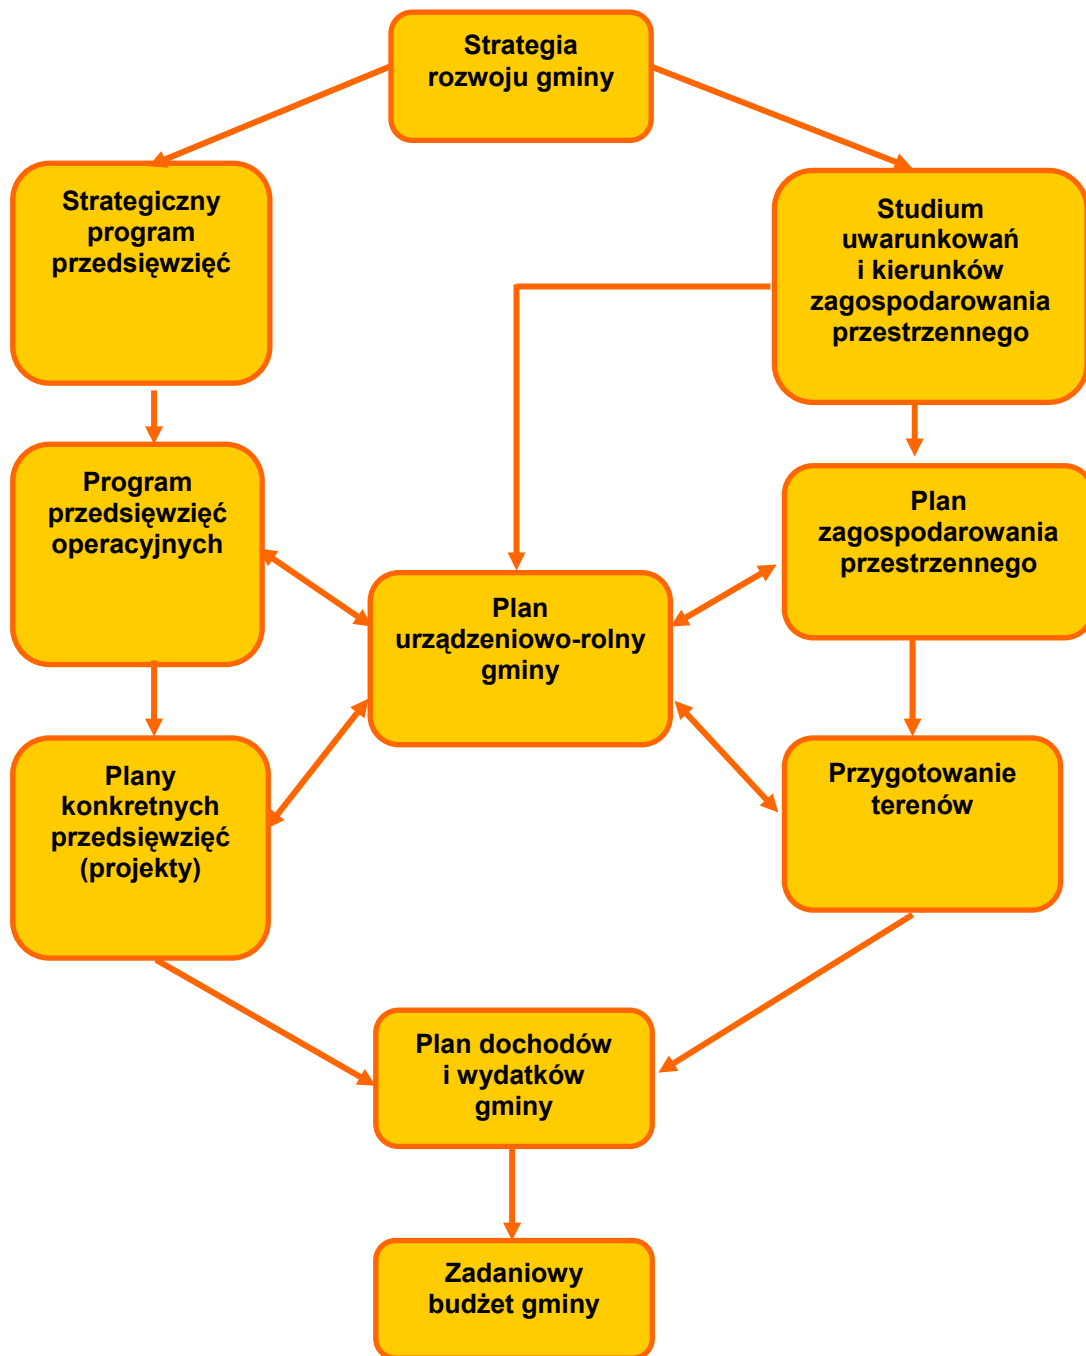 Strategia
rozwoju gminy
Strategiczny
program
przedsięwzięć
Studium
uwarunkowań
i kierunków
zagospodarowania
przestrzennego
Program
przedsięwzięć
operacyjnych
Plan
zagospodarowania
przestrzennego
Plan
urządzeniowo-rolny
gminy
Plany
konkretnych
przedsięwzięć
(projekty)
Przygotowanie
terenów
Plan dochodów
i wydatków
gminy
Zadaniowy
budżet gminy